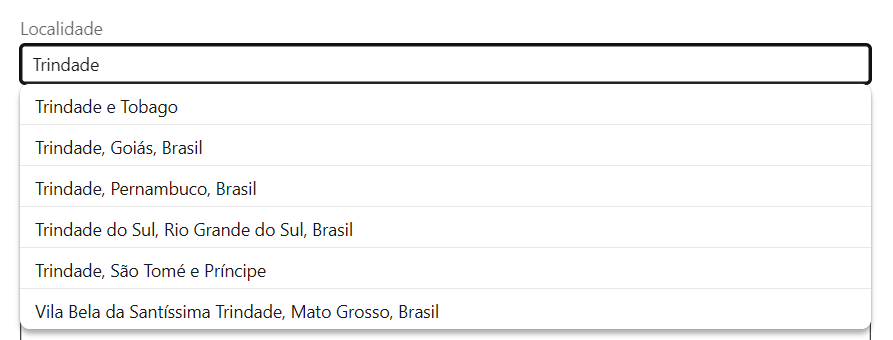 Localidade
Trindade
Trindade e Tobago
Trindade, Goiás, Brasil
Trindade, Pernambuco, Brasil
Trindade do Sul, Rio Grande do Sul, Brasil
Trindade, São Tomé e Príncipe
Vila Bela da Santíssima Trindade, Mato Grosso, Brasil